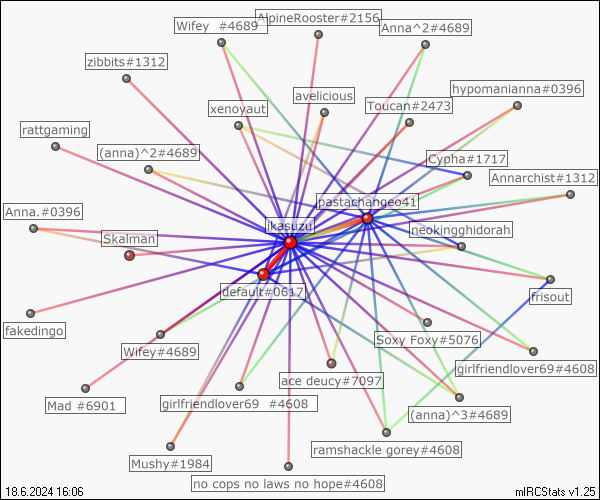 AlpineRooster#2156
Wifey  #4689
Anna^2#4689
zibbits#1312
hypomanianna#0396
avelicious
xenoyaut
Toucan#2473
rattgaming
(anna)^2#4689
Cypha#1717
Annarchist#1312
pastachangeo41
Anna.#0396
ikasuzu
neokingghidorah
Skalman
default#0617
frisout
fakedingo
Soxy Foxy#5076
Wifey#4689
girlfriendlover69#4608
ace deucy#7097
Mad #6901
girlfriendlover69  #4608
(anna)^3#4689
ramshackle gorey#4608
Mushy#1984
no cops no laws no hope#4608
18.6.2024 16:06
mIRCStats v1.25